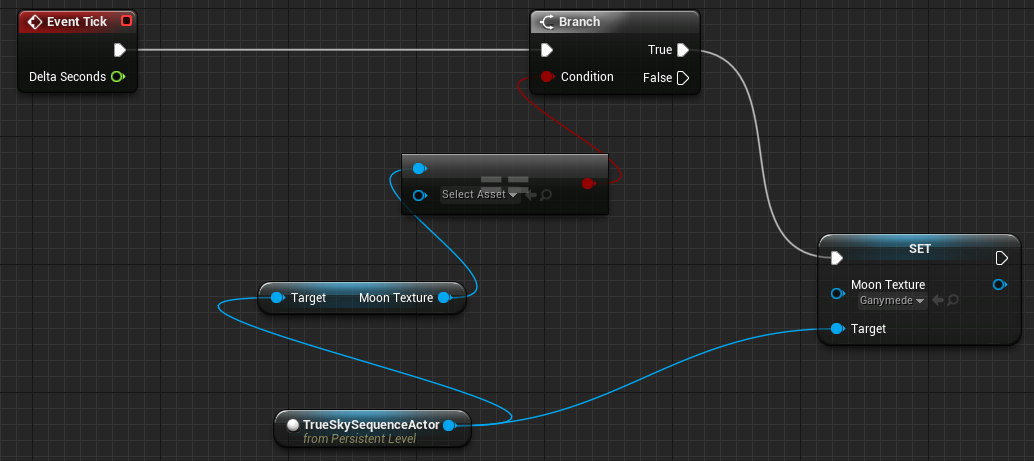 Event Tick
Delta Seconds
Branch
True
Condition
False
==
Select Asset
Target
Moon Texture
TrueSkySequenceActor
from Persistent Level
SET
Moon Texture
Ganymede
Target